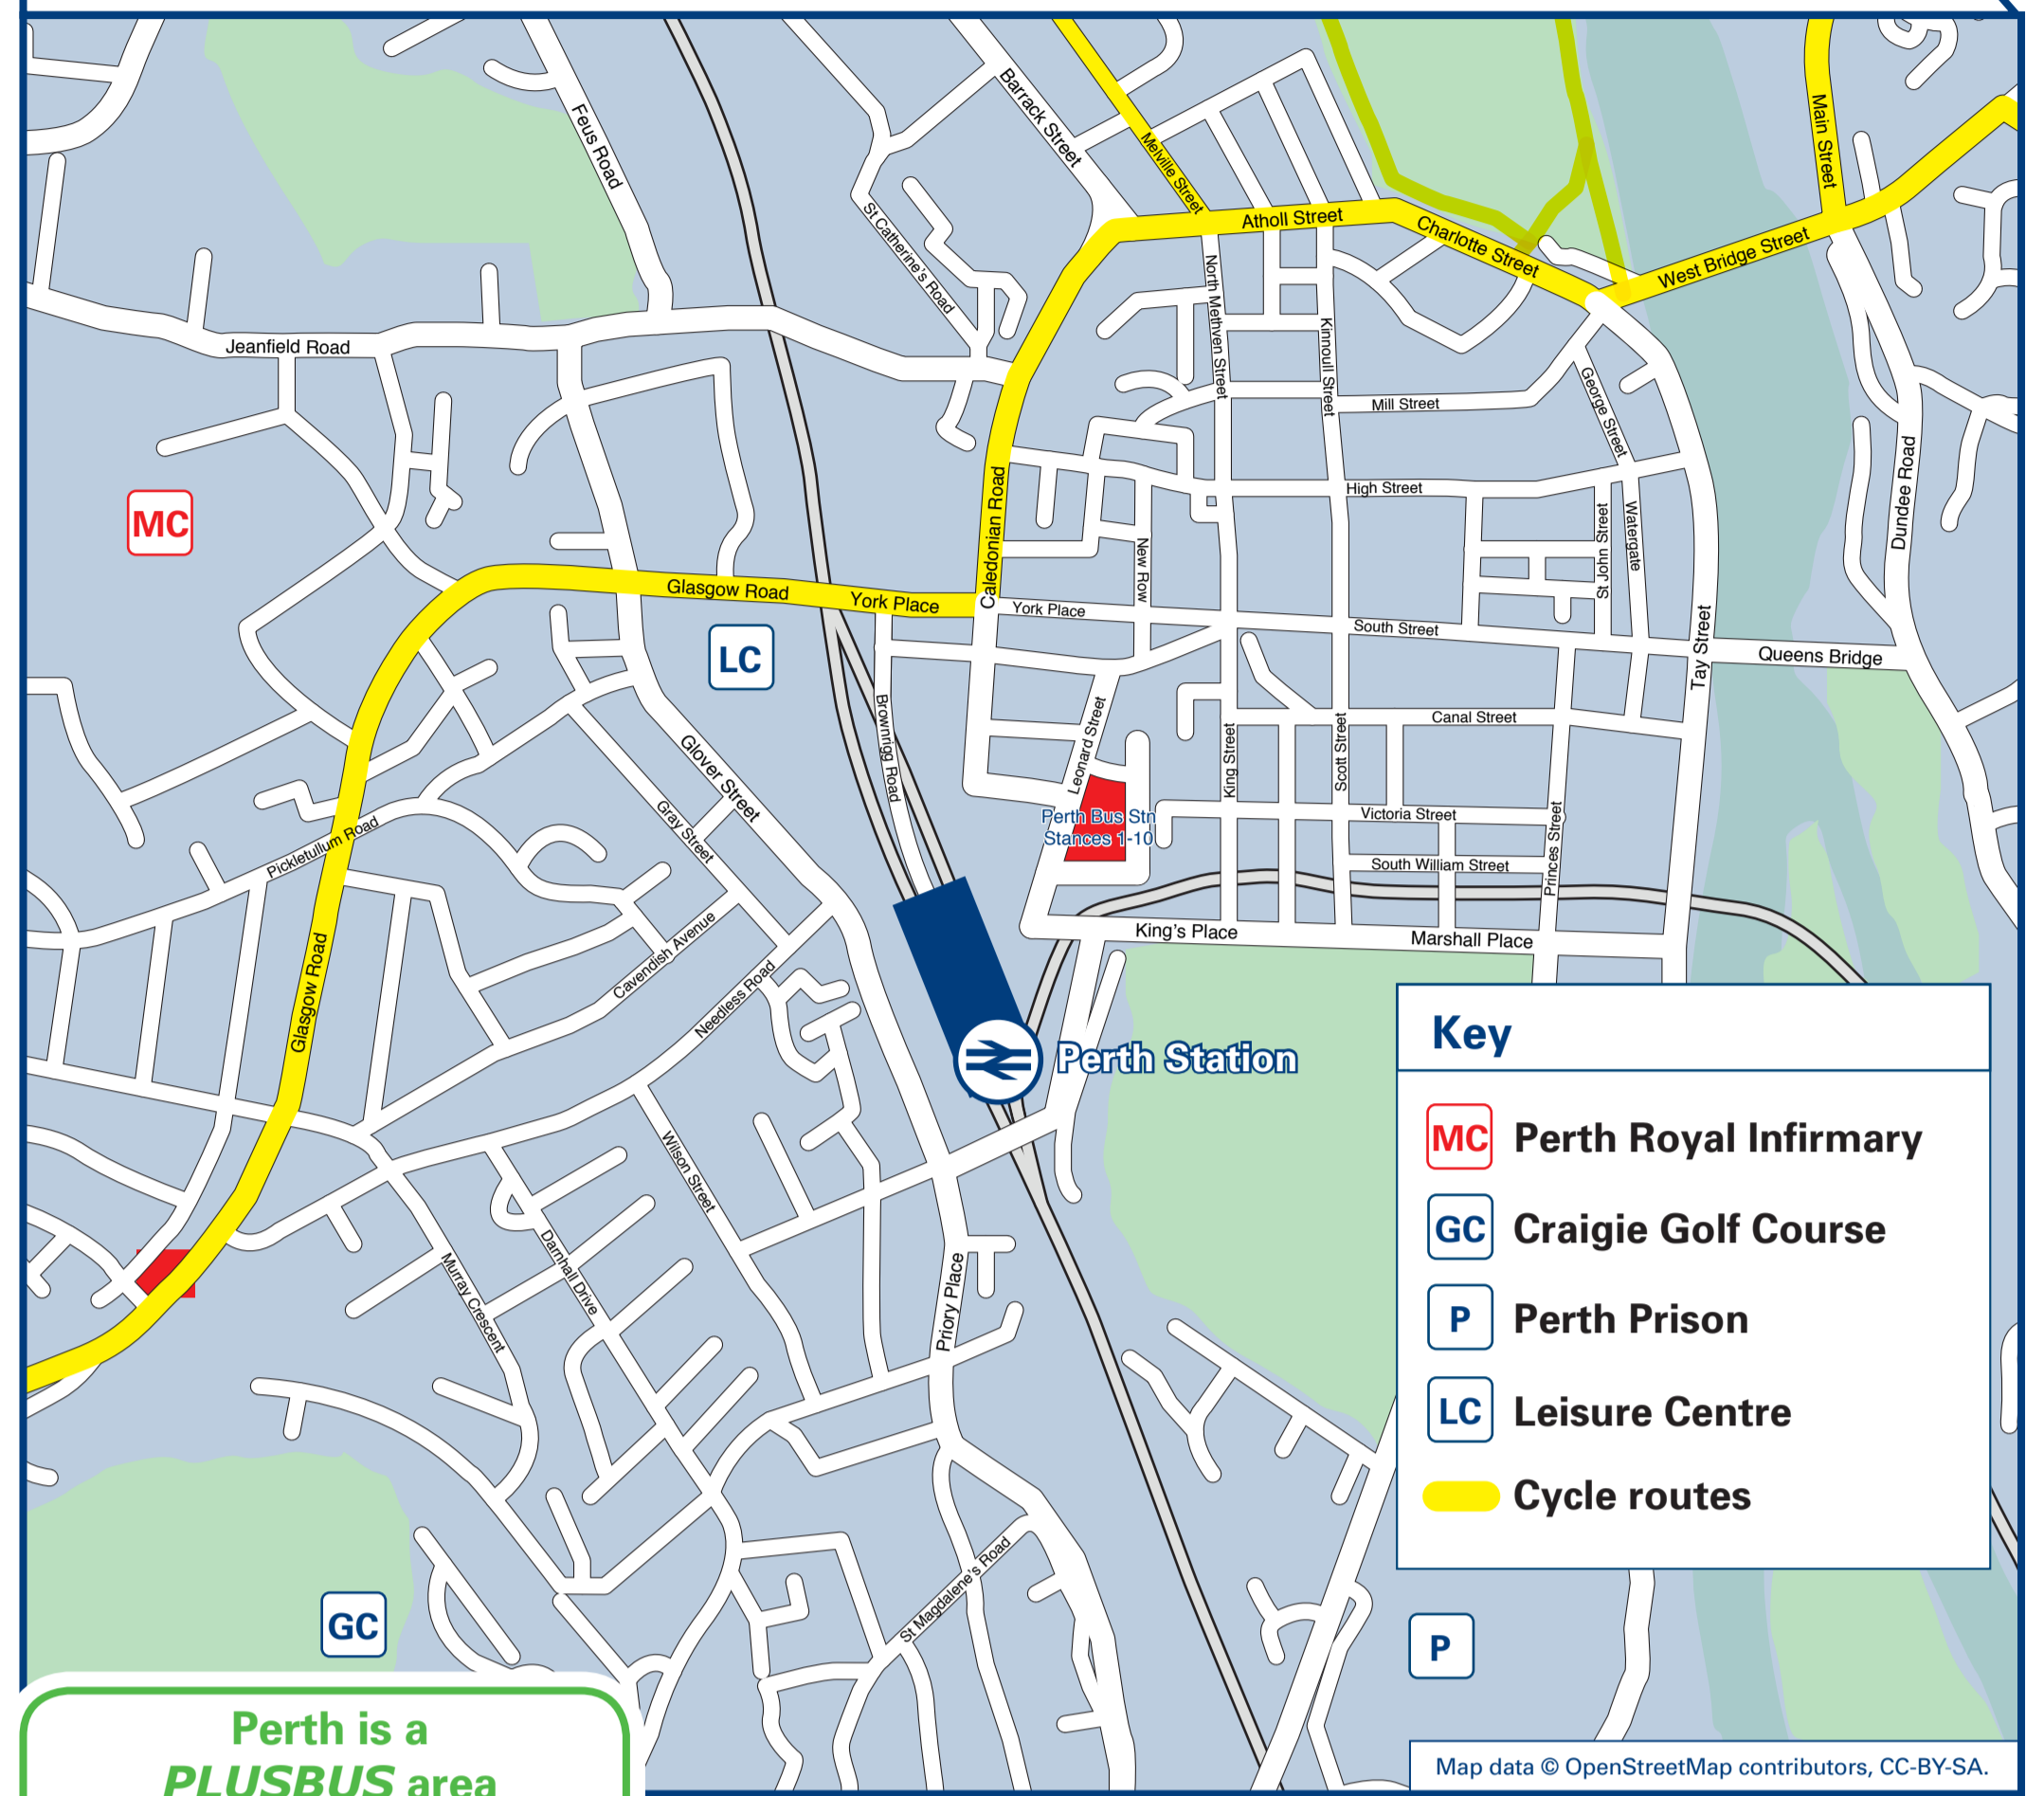 Feus Road
Barrack Street
Melville Street
Main Street
St Catherine's Road
Atholl Street
Charlotte Street
West Bridge Street
North Methven Street
Kinnoull Street
Jeanfield Road
Mill Street
George Street
Caledonian Road
High Street
Dundee Road
MC
New Row
St John Street
Watergate
Glasgow Road
York Place
York Place
South Street
Tay Street
Queens Bridge
LC
Brownrigg Road
Leonard Street
Canal Street
King Street
Scott Street
Glover Street
Gray Street
Perth Bus Stn
Stances 1-10
Victoria Street
Princes Street
Pickletullum Road
South William Street
Cavendish Avenue
King's Place
Marshall Place
Glasgow Road
Needless Road
Perth Station
Wilson Street
Darnhall Drive
Murray Crescent
Priory Place
St Magdalene's Road
GC
P
Key
MC Perth Royal Infirmary
GC Craigie Golf Course
P Perth Prison
LC Leisure Centre
Cycle routes
Perth is a
PLUSBUS area
Map data © OpenStreetMap contributors, CC-BY-SA.